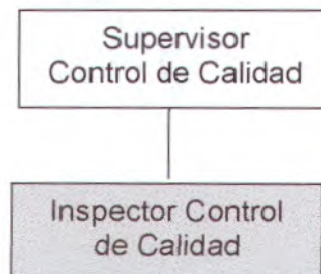 Supervisor
Control de Calidad
Inspector Control
de Calidad